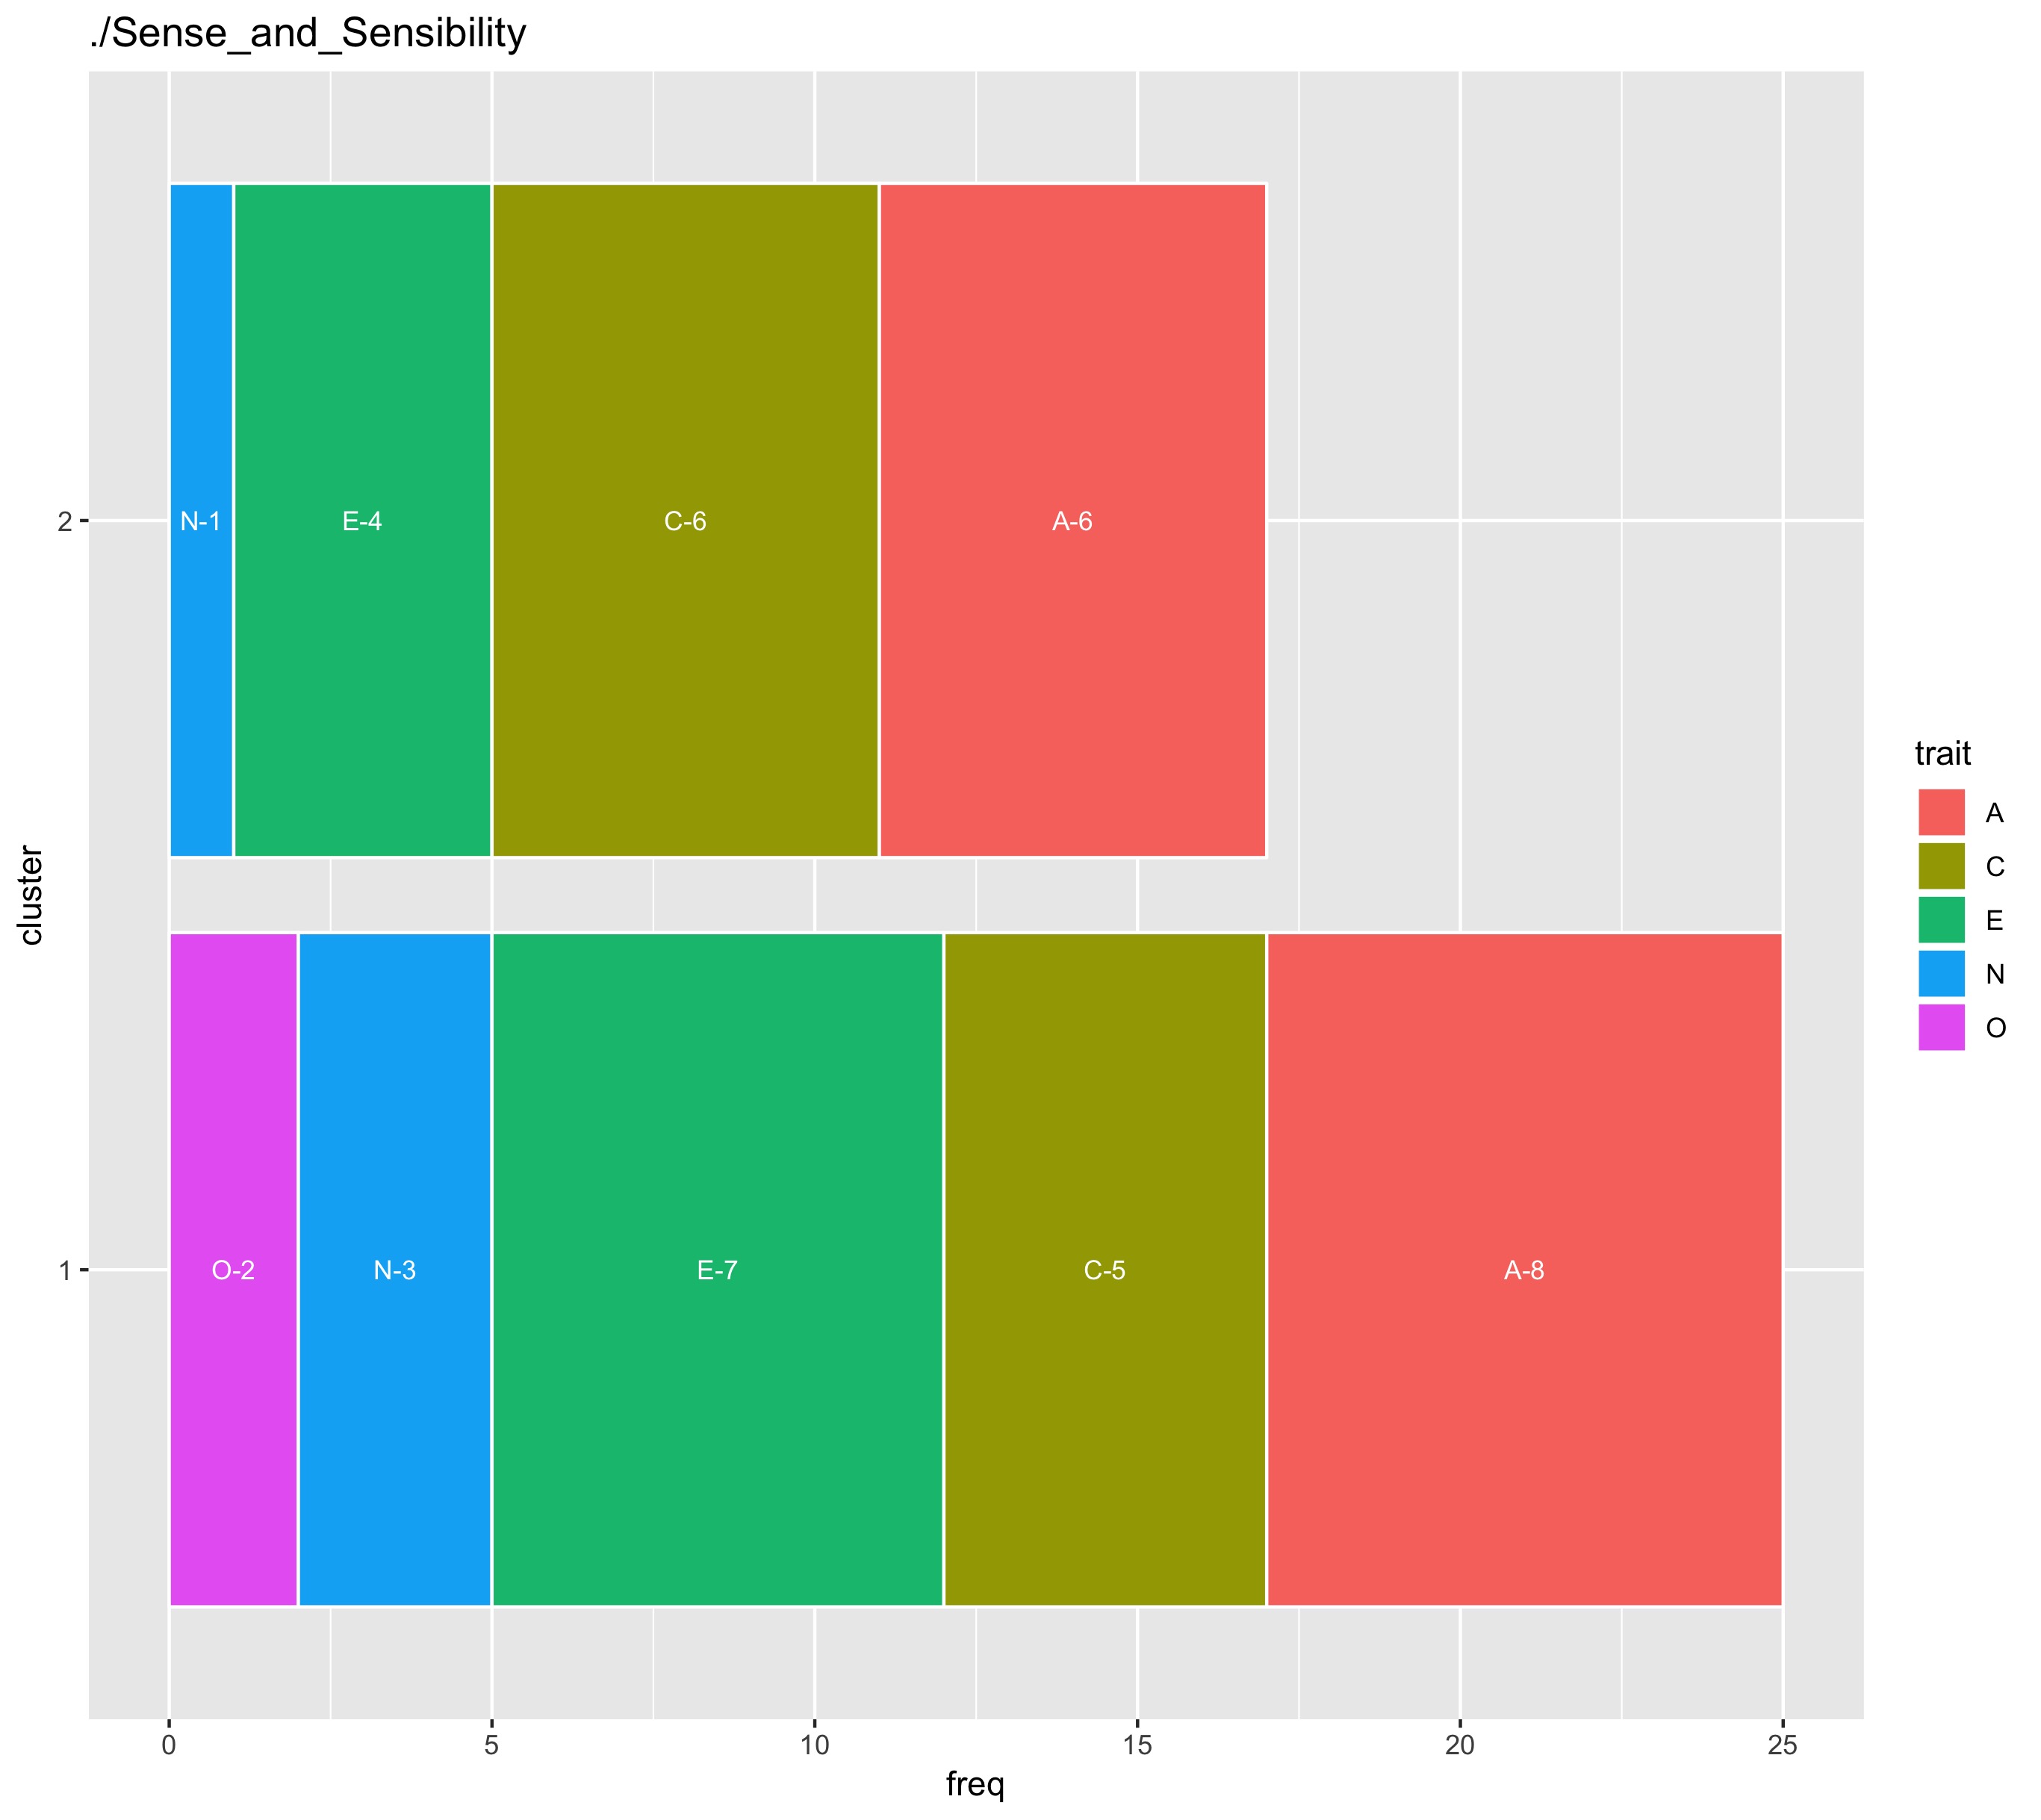 ./Sense_and_Sensibility
cluster
2
N-1 E-4 C-6 A-6
1
O-2 N-3 E-7 C-5 A-8
0 5 10 15 20 25
freq
trait
A
C
E
N
O